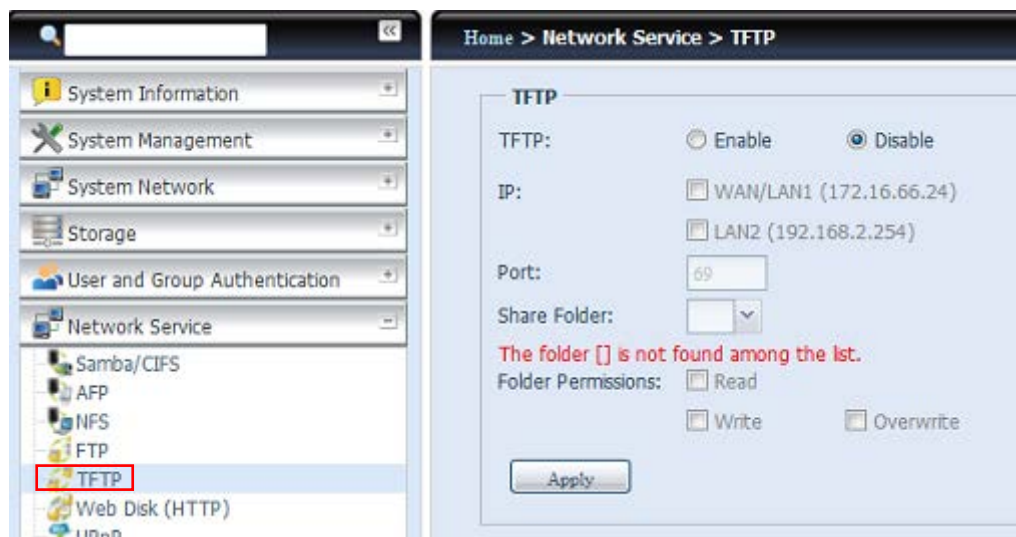 Home > Network Service > TFTP
System Information
System Management
System Network
Storage
User and Group Authentication
Network Service
Samba/CIFS
AFP
NFS
FTP
TFTP
Web Disk (HTTP)
UPnP
TFTP
TFTP: Enable Disable
IP: WAN/LAN1 (172.16.66.24)
LAN2 (192.168.2.254)
Port: 69
Share Folder:
The folder [] is not found among the list.
Folder Permissions: Read
Write Overwrite
Apply